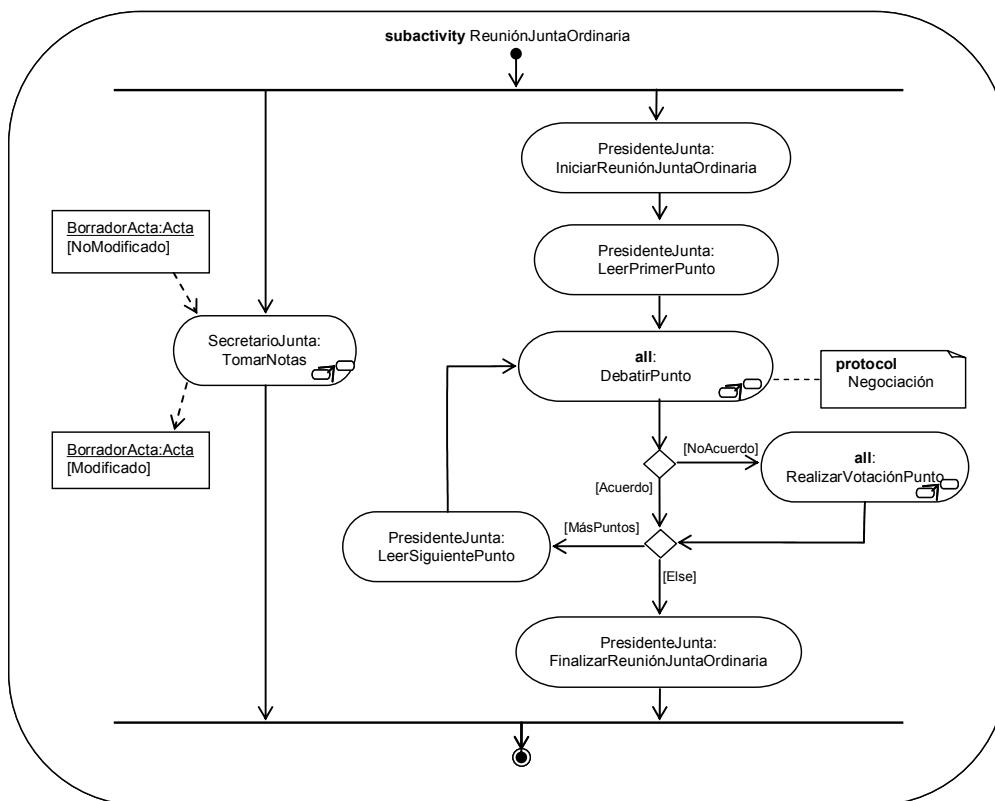 subactivity ReuniónJuntaOrdinaria
PresidenteJunta:
IniciarReuniónJuntaOrdinaria
BorradorActa:Acta
[NoModificado]
PresidenteJunta:
LeerPrimerPunto
SecretarioJunta:
TomarNotas
all:
DebatirPunto
protocol
Negociación
BorradorActa:Acta
[Modificado]
[NoAcuerdo]
all:
RealizarVotaciónPunto
[Acuerdo]
[MásPuntos]
PresidenteJunta:
LeerSiguientePunto
[Else]
PresidenteJunta:
FinalizarReuniónJuntaOrdinaria